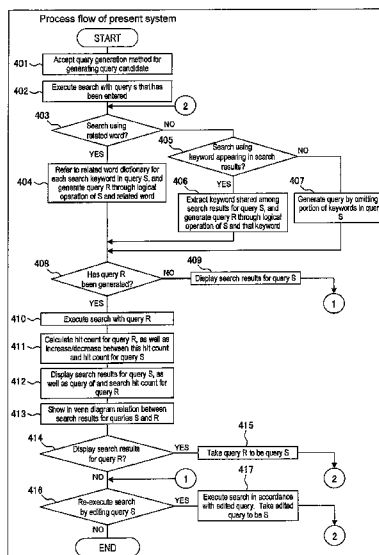 Process flow of present system
START
401
Accept query generation method for
generating query candidate
402
Execute search with query s that has
been entered
2
403
Search using
related word?
NO
YES
405
Search using
keyword appearing in search
results?
NO
YES
404
Refer to related word dictionary for
each search keyword in query S, and
generate query R through logical
operation of S and related word
406
Extract keyword shared among
search results for query S, and
generate query R through logical
operation of S and that keyword
407
Generate query by omitting
portion of keywords in query
S
408
Has query R
been generated?
NO
YES
409
Display search results for query S
1
410
Execute search with query R
411
Calculate hit count for query R, as well as
increase/decrease between this hit count
and hit count for query S
412
Display search results for query S, as
well as query of and search hit count for
query R
413
Show in venn diagram relation between
search results for queries S and R
414
Display search results
for query R?
YES
NO
415
Take query R to be query S
2
1
416
Re-execute search
by editing query S
YES
NO
417
Execute search in accordance
with edited query. Take edited
query to be S
2
END